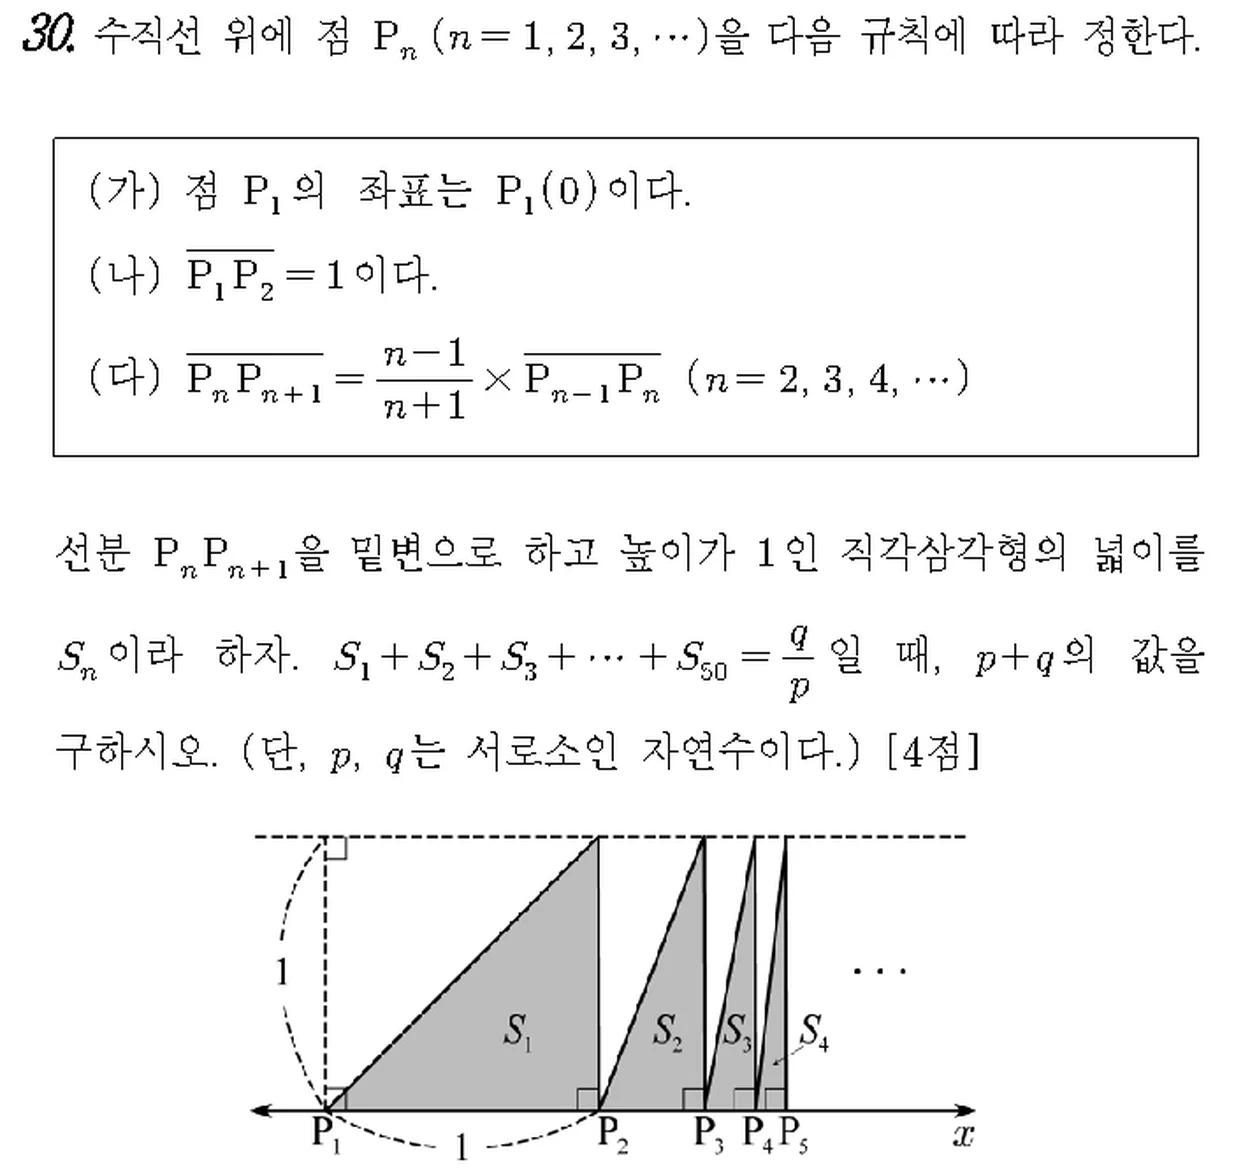 30. 수직선 위에 점 Pₙ (n = 1, 2, 3, ⋯)을 다음 규칙에 따라 정한다.
(가) 점 P₁의 좌표는 P₁(0)이다.
(나) P₁P₂ = 1이다.
(다) PₙPₙ₊₁ = (n−1)/(n+1) × Pₙ₋₁Pₙ (n = 2, 3, 4, ⋯)
선분 PₙPₙ₊₁을 밑변으로 하고 높이가 1인 직각삼각형의 넓이를
Sₙ이라 하자. S₁ + S₂ + S₃ + ⋯ + S₅₀ = q/p 일 때, p+q의 값을
구하시오. (단, p, q는 서로소인 자연수이다.) [4점]
1 S₁ S₂ S₃ S₄ ⋯
P₁ 1 P₂ P₃ P₄ P₅ x